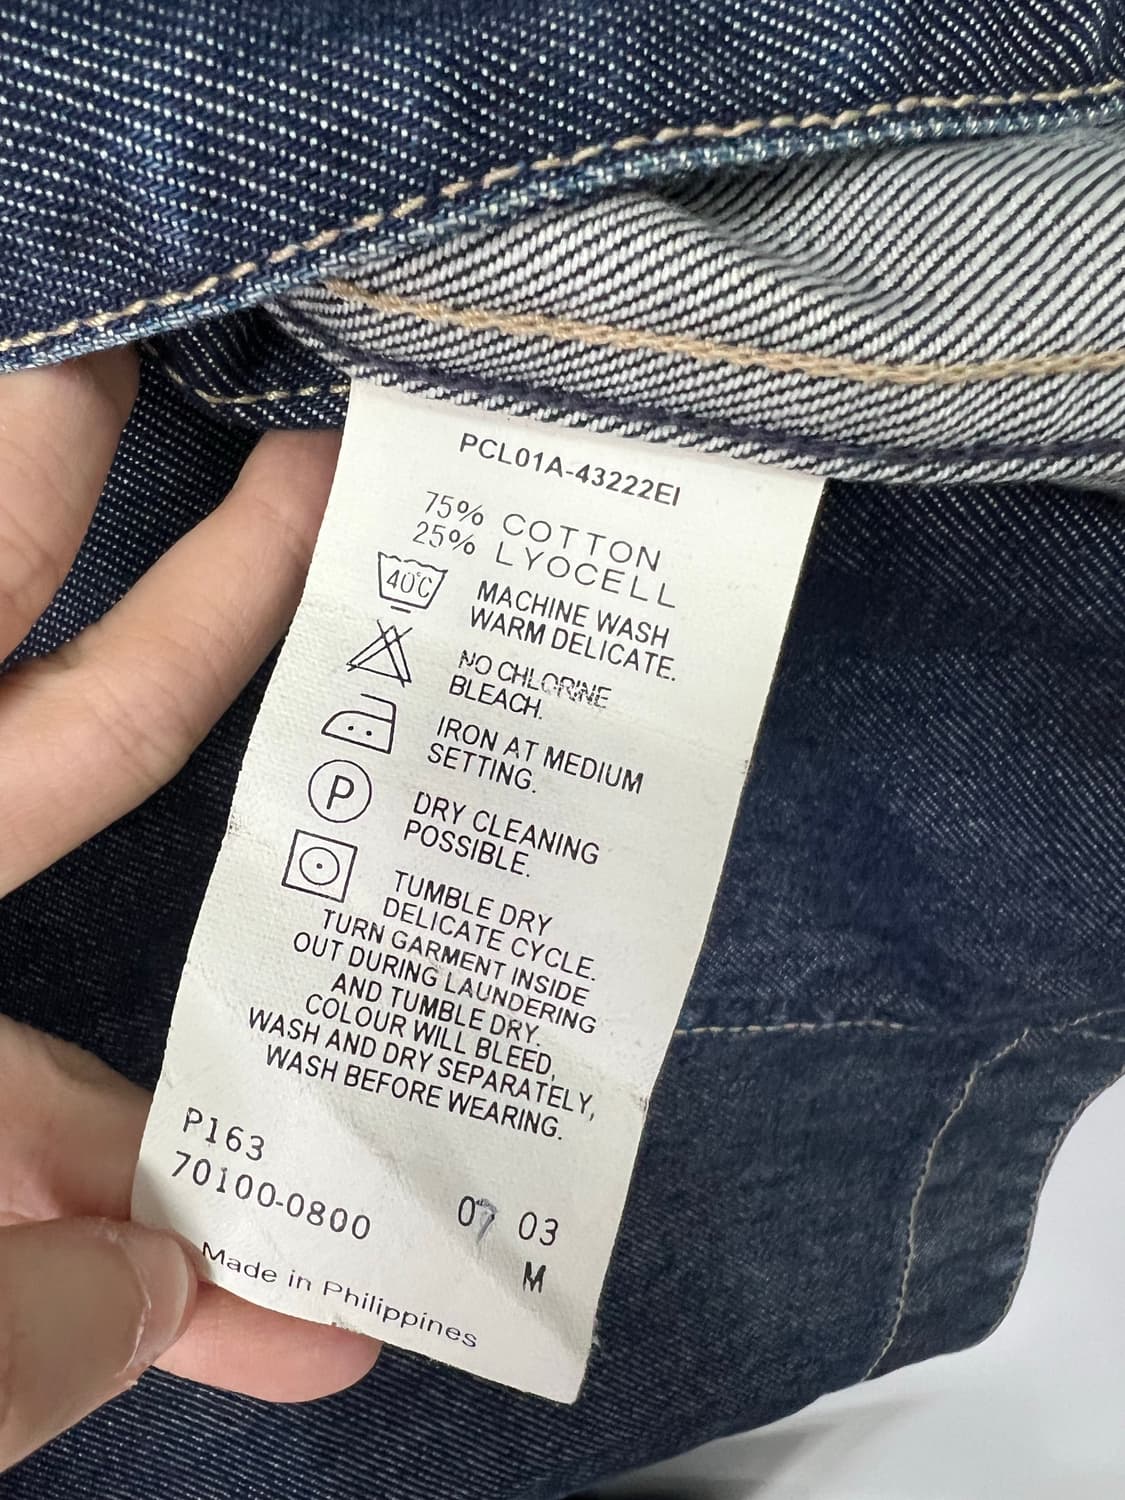 PCL01A-43222EI
75% COTTON
25% LYOCELL
40°C
MACHINE WASH
WARM DELICATE.
NO CHLORINE
BLEACH.
IRON AT MEDIUM
SETTING.
P
DRY CLEANING
POSSIBLE.
TUMBLE DRY
DELICATE CYCLE.
TURN GARMENT INSIDE
OUT DURING LAUNDERING
AND TUMBLE DRY.
COLOUR WILL BLEED,
WASH AND DRY SEPARATELY,
WASH BEFORE WEARING.
P163
70100-0800
07 03
M
Made in Philippines